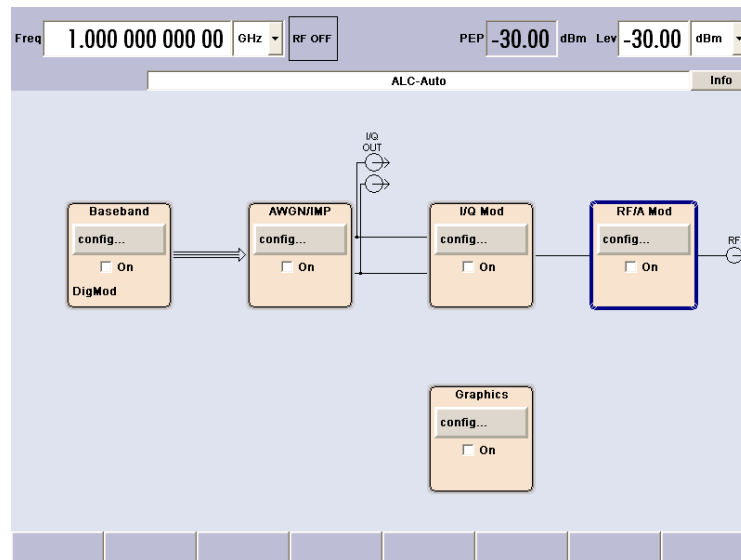 Freq 1.000 000 000 00 GHz RF OFF PEP -30.00 dBm Lev -30.00 dBm
ALC-Auto Info
I/Q
OUT
Baseband AWGN/IMP I/Q Mod RF/A Mod
config... config... config... config... RF
On On On On
DigMod
Graphics
config...
On